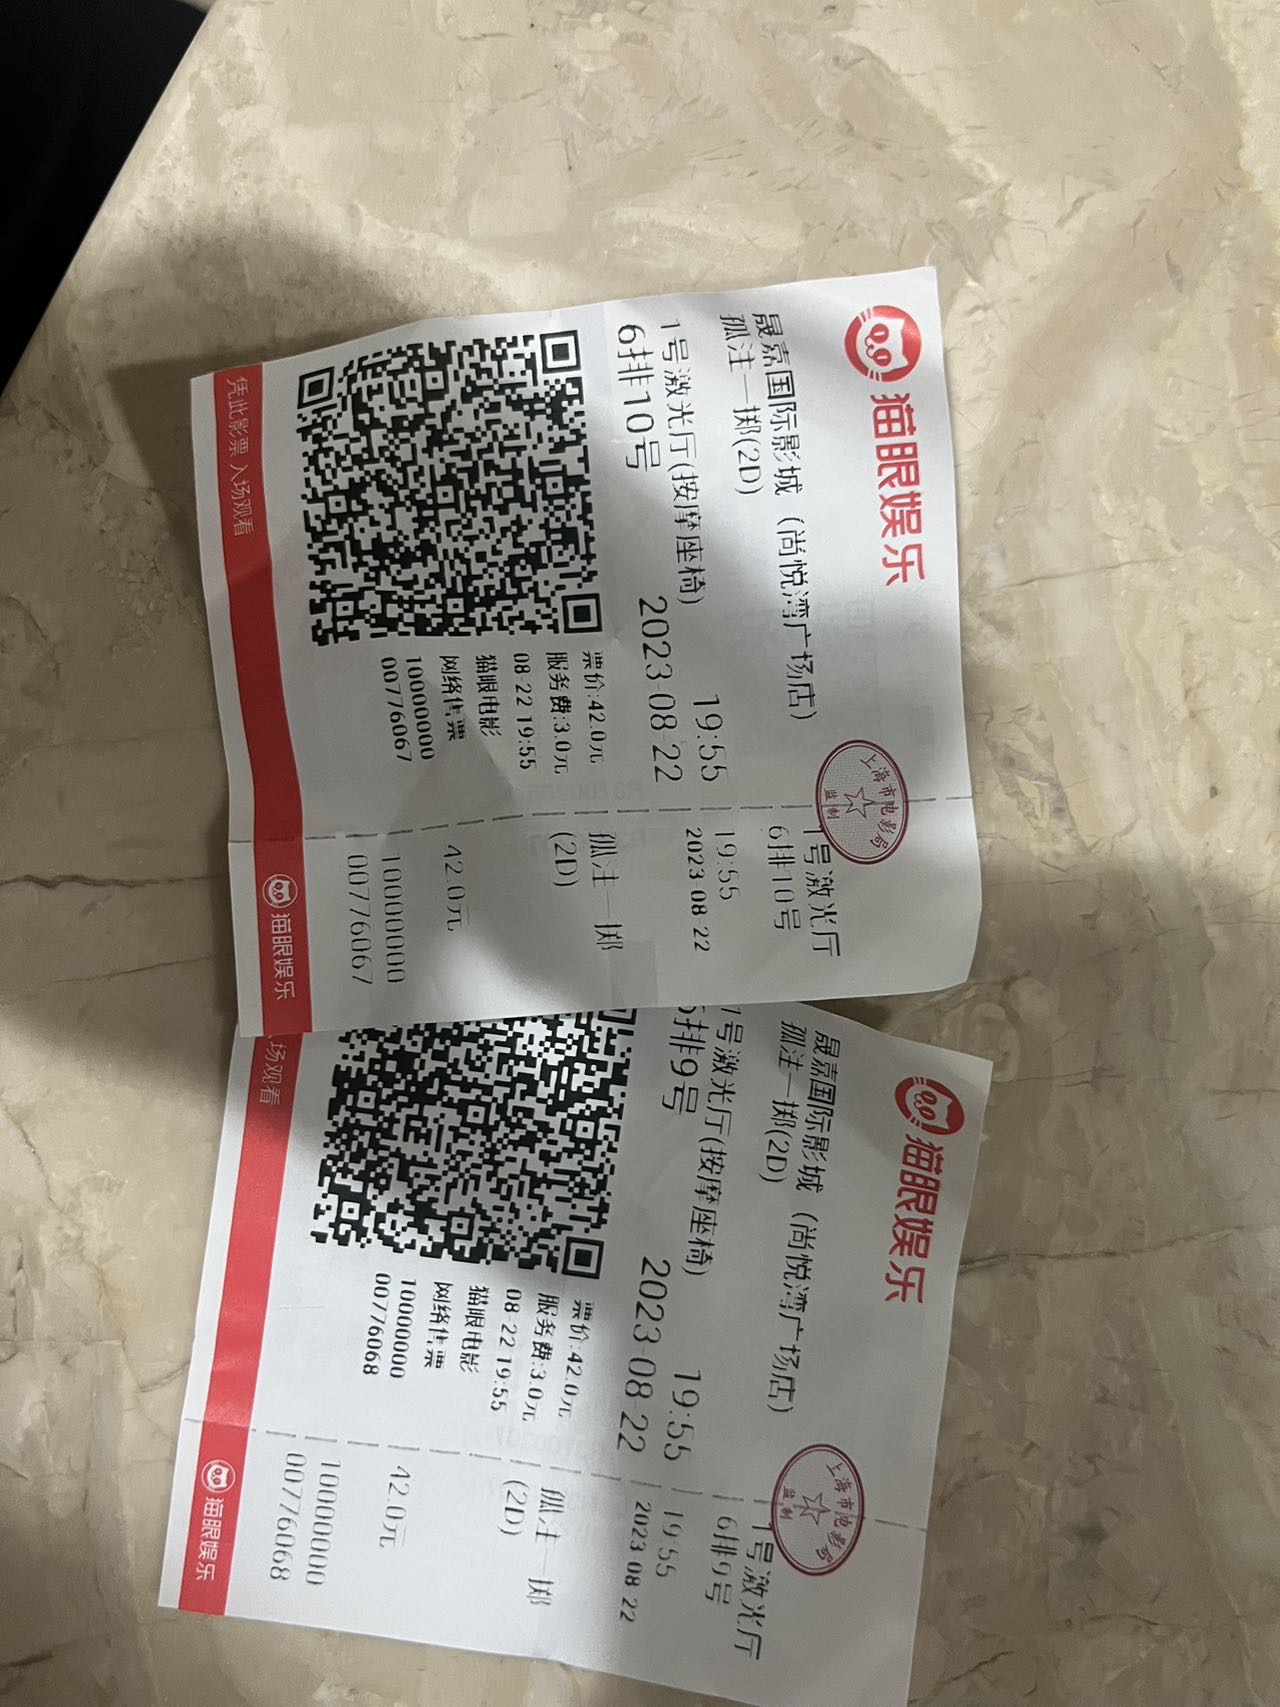 猫眼娱乐
晟嘉国际影城（尚悦湾广场店）
孤注一掷(2D)
1号激光厅(按摩座椅)
19:55
6排10号
2023-08-22
票价:42.0元
服务费:3.0元
08-22 19:55
猫眼电影
网络售票
10000000
00776067
凭此影票 入场观看
上海市电影局
监制
1号激光厅
6排10号
19:55
2023-08-22
孤注一掷
(2D)
42.0元
10000000
00776067
猫眼娱乐
猫眼娱乐
晟嘉国际影城（尚悦湾广场店）
孤注一掷(2D)
1号激光厅(按摩座椅)
19:55
6排9号
2023-08-22
票价:42.0元
服务费:3.0元
08-22 19:55
猫眼电影
网络售票
10000000
00776068
场观看
上海市电影局
监制
1号激光厅
6排9号
19:55
2023-08-22
孤注一掷
(2D)
42.0元
10000000
00776068
猫眼娱乐